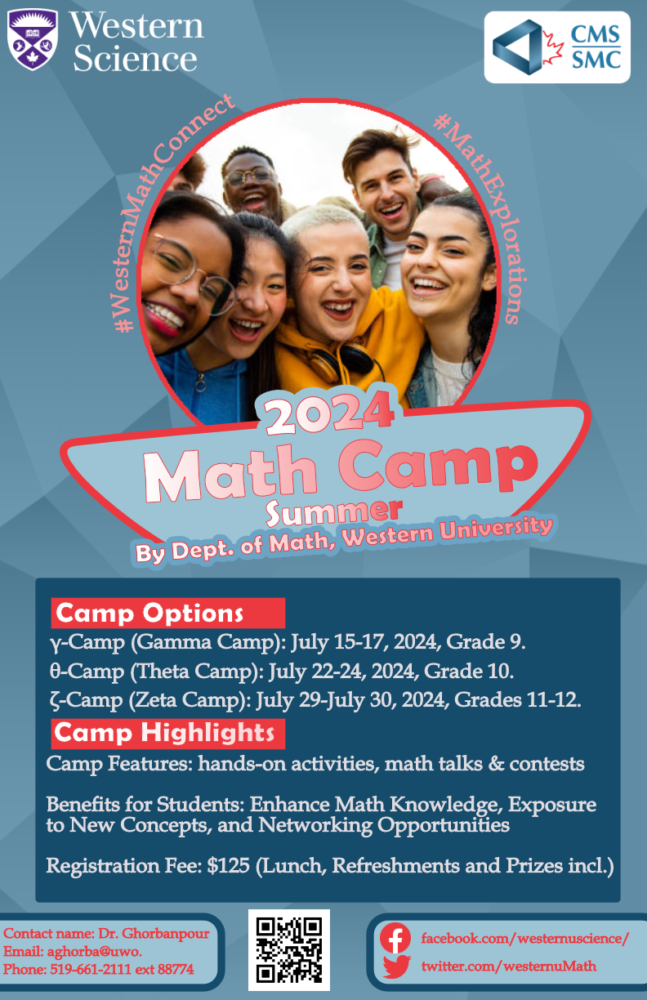 Western
Science
CMS
SMC
#WesternMathConnect
#MathExplorations
2024
Math Camp
Summer
By Dept. of Math, Western University
Camp Options
γ-Camp (Gamma Camp): July 15-17, 2024, Grade 9.
θ-Camp (Theta Camp): July 22-24, 2024, Grade 10.
ζ-Camp (Zeta Camp): July 29-July 30, 2024, Grades 11-12.
Camp Highlights
Camp Features: hands-on activities, math talks & contests
Benefits for Students: Enhance Math Knowledge, Exposure
to New Concepts, and Networking Opportunities
Registration Fee: $125 (Lunch, Refreshments and Prizes incl.)
Contact name: Dr. Ghorbanpour
Email: aghorba@uwo.
Phone: 519-661-2111 ext 88774
facebook.com/westernuscience/
twitter.com/westernuMath